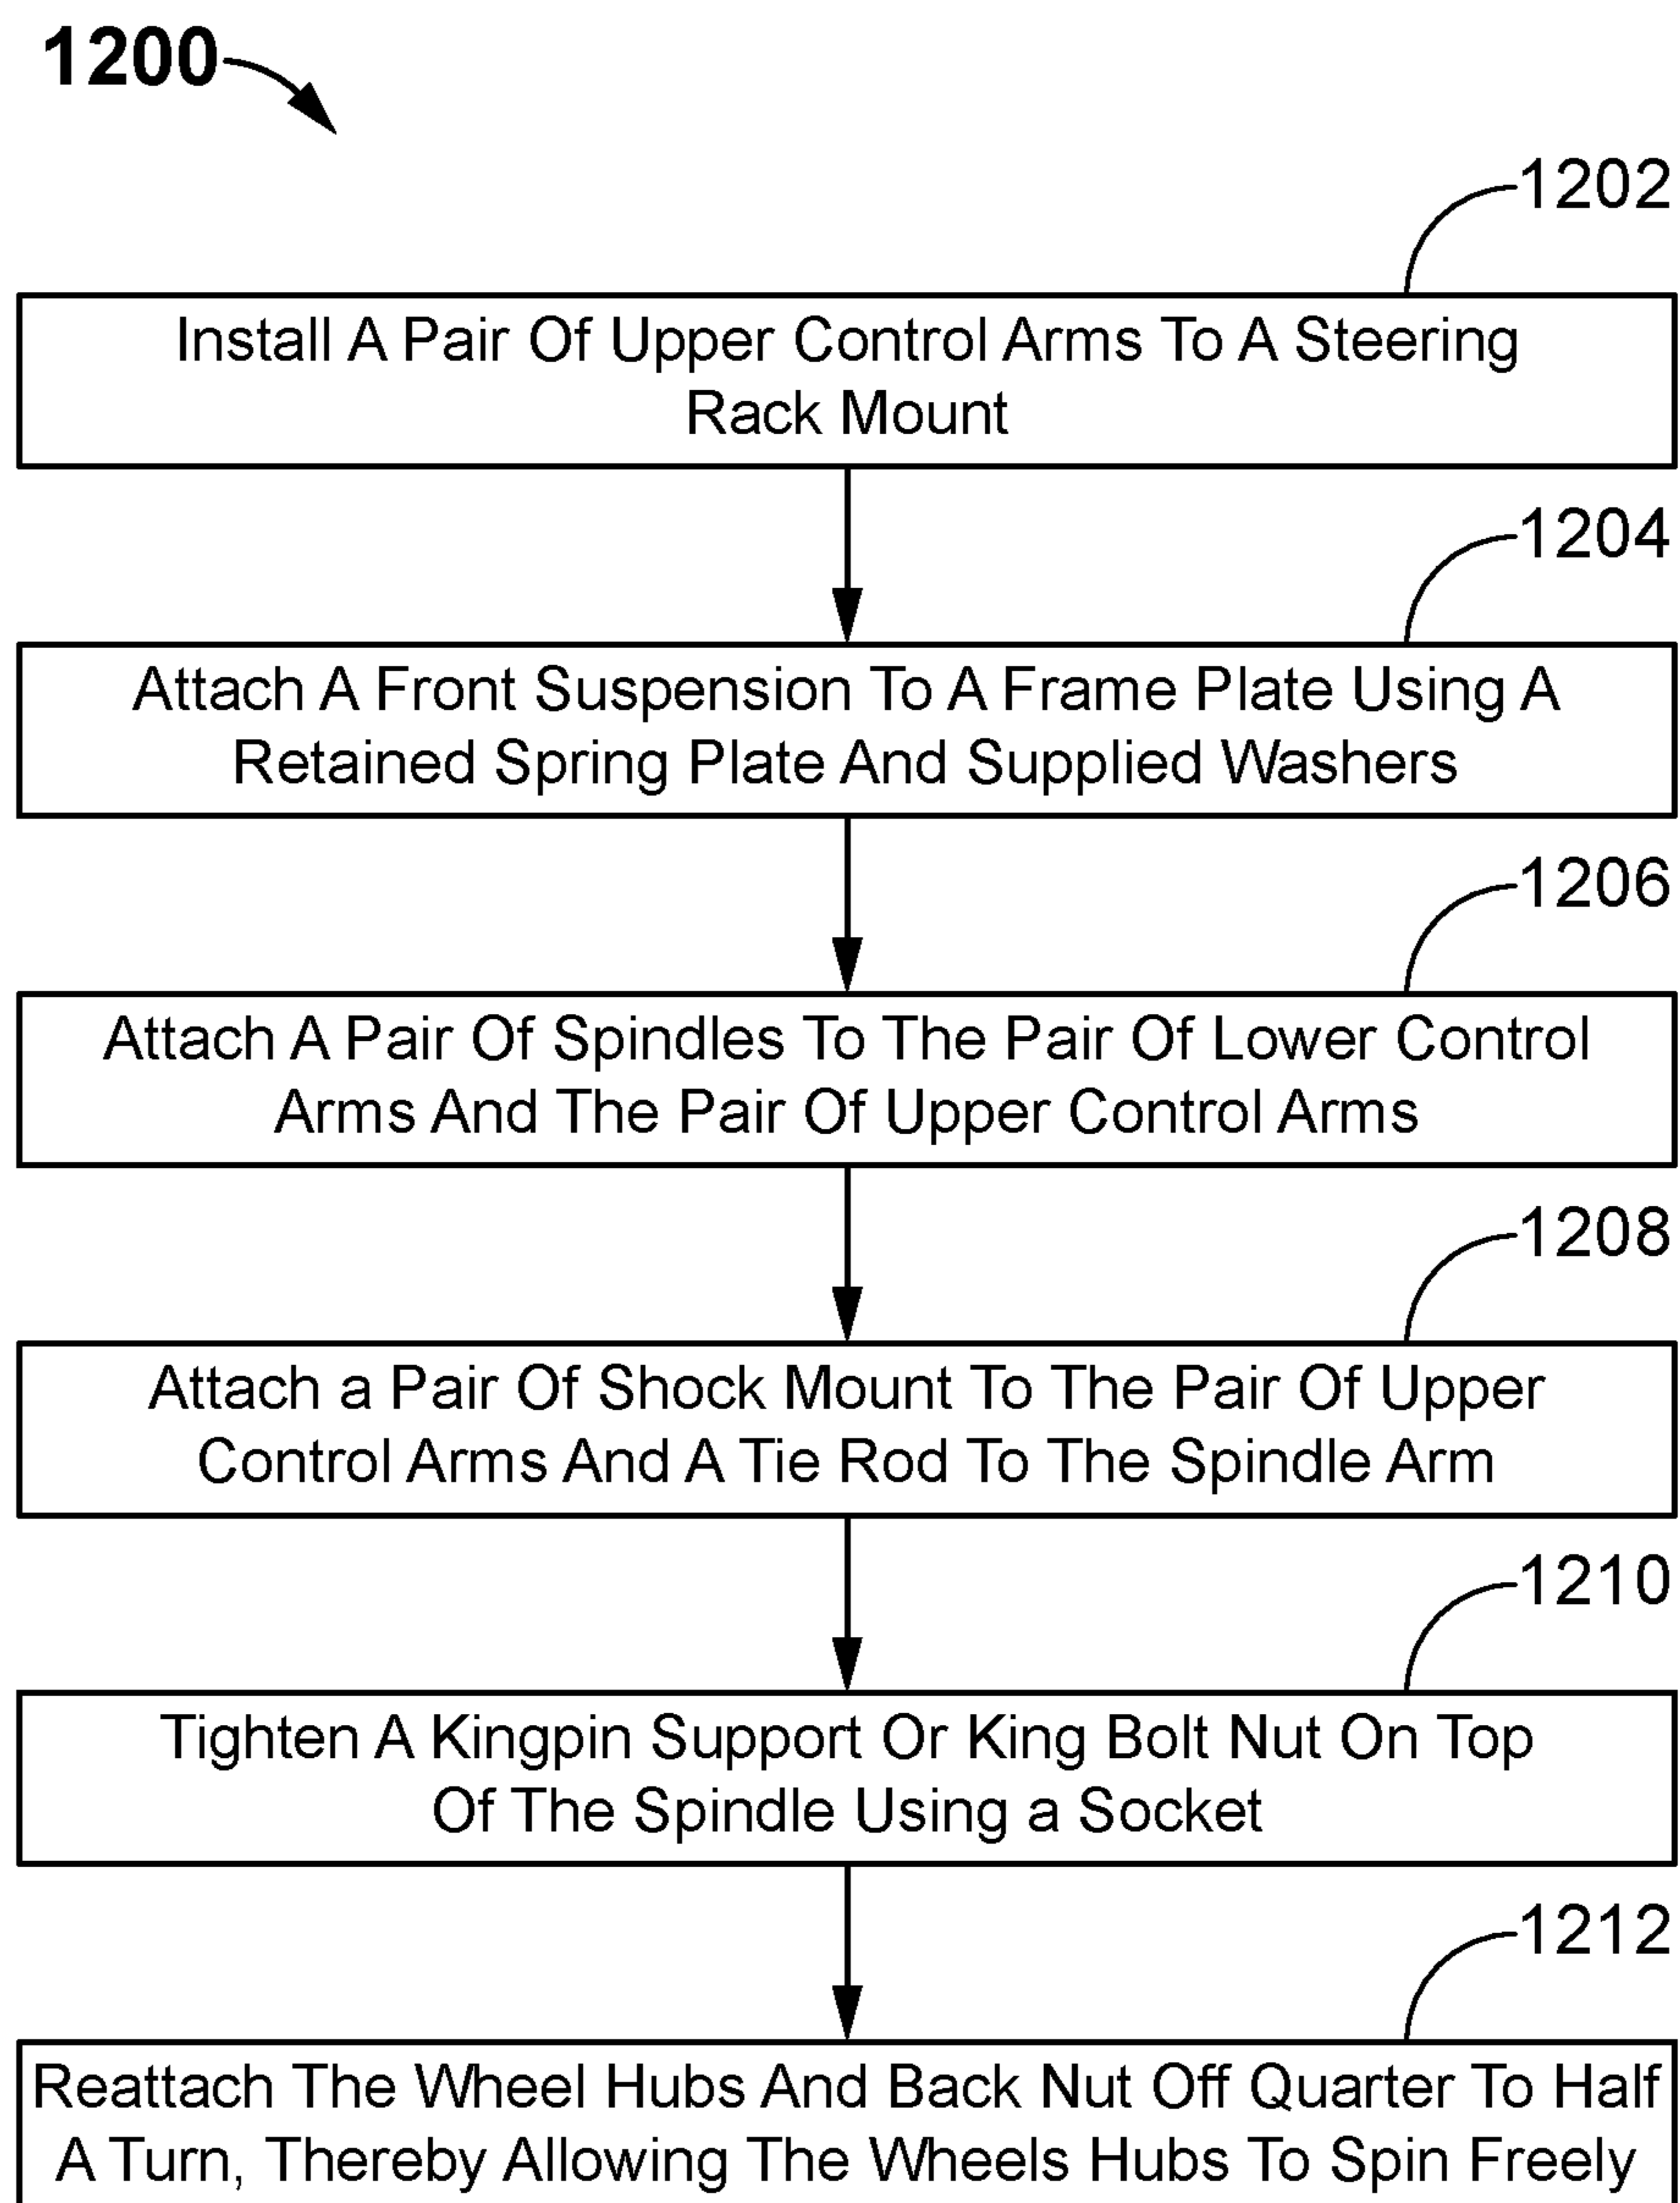 1200
1202
Install A Pair Of Upper Control Arms To A Steering
Rack Mount
1204
Attach A Front Suspension To A Frame Plate Using A
Retained Spring Plate And Supplied Washers
1206
Attach A Pair Of Spindles To The Pair Of Lower Control
Arms And The Pair Of Upper Control Arms
1208
Attach a Pair Of Shock Mount To The Pair Of Upper
Control Arms And A Tie Rod To The Spindle Arm
1210
Tighten A Kingpin Support Or King Bolt Nut On Top
Of The Spindle Using a Socket
1212
Reattach The Wheel Hubs And Back Nut Off Quarter To Half
A Turn, Thereby Allowing The Wheels Hubs To Spin Freely